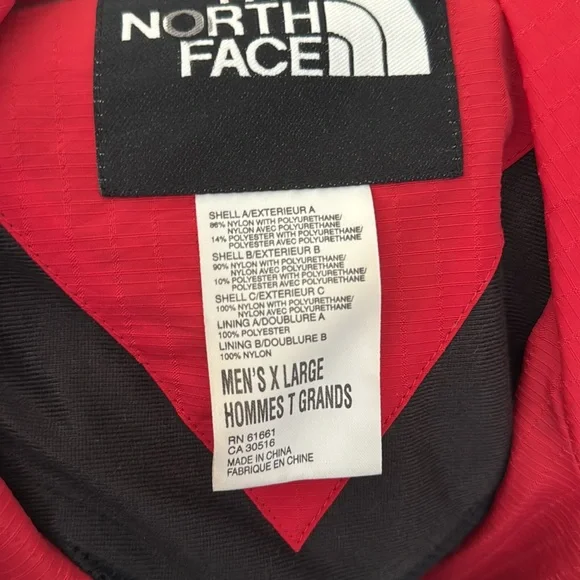 NORTH
FACE
SHELL A/EXTERIEUR A
86% NYLON WITH POLYURETHANE/
NYLON AVEC POLYURETHANE/
14% POLYESTER WITH POLYURETHANE/
POLYESTER AVEC POLYURETHANE
SHELL B/EXTERIEUR B
90% NYLON WITH POLYURETHANE/
NYLON AVEC POLYURETHANE/
10% POLYESTER WITH POLYURETHANE/
POLYESTER AVEC POLYURETHANE
SHELL C/EXTERIEUR C
100% NYLON WITH POLYURETHANE/
NYLON AVEC POLYURETHANE
LINING A/DOUBLURE A
100% POLYESTER
LINING B/DOUBLURE B
100% NYLON
MEN'S X LARGE
HOMMES T GRANDS
RN 61661
CA 30516
MADE IN CHINA
FABRIQUE EN CHINE